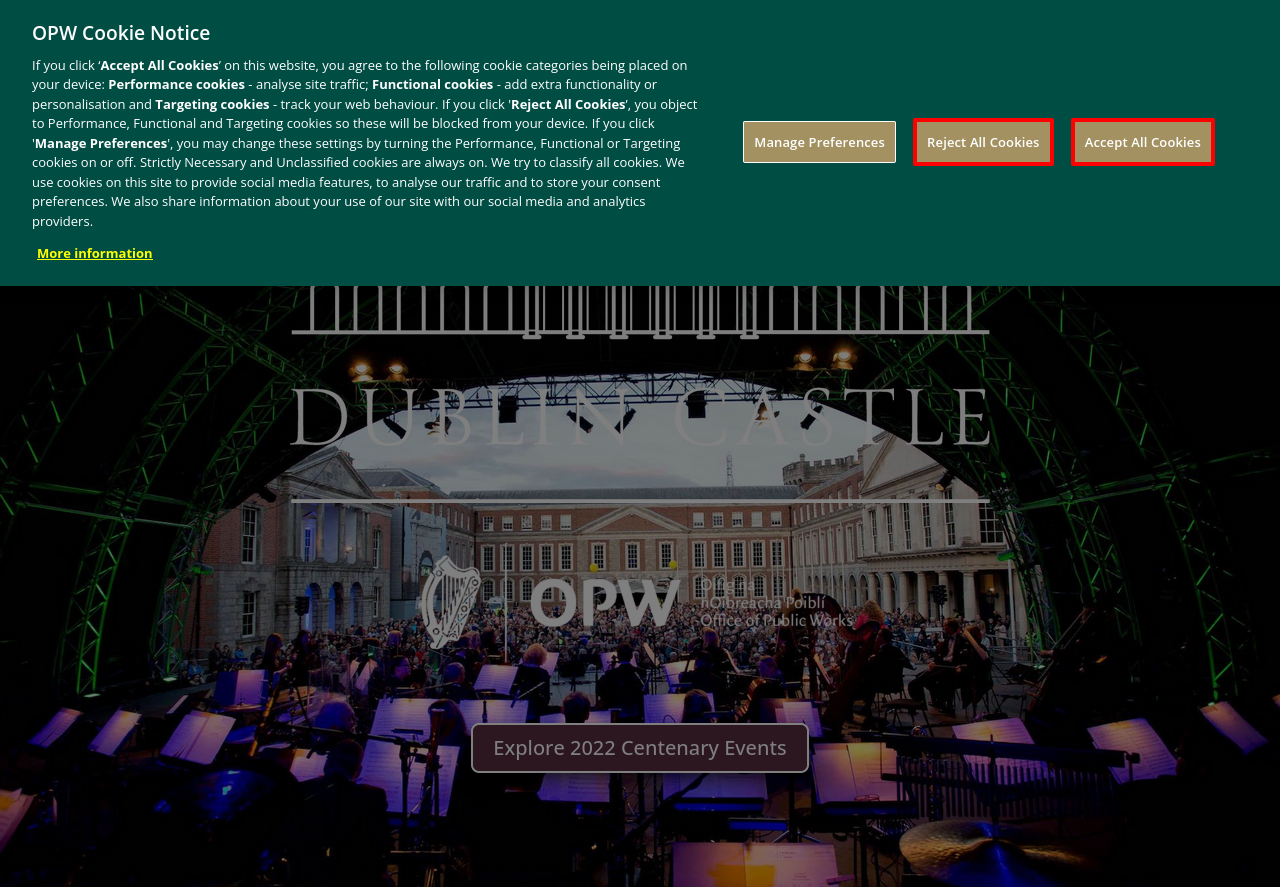 OPW Cookie Notice
If you click ‘Accept All Cookies’ on this website, you agree to the following cookie categories being placed on
your device: Performance cookies - analyse site traffic; Functional cookies - add extra functionality or
personalisation and Targeting cookies - track your web behaviour. If you click 'Reject All Cookies’, you object
to Performance, Functional and Targeting cookies so these will be blocked from your device. If you click
'Manage Preferences', you may change these settings by turning the Performance, Functional or Targeting
cookies on or off. Strictly Necessary and Unclassified cookies are always on. We try to classify all cookies. We
use cookies on this site to provide social media features, to analyse our traffic and to store your consent
preferences. We also share information about your use of our site with our social media and analytics
providers.
More information
Manage Preferences
Reject All Cookies
Accept All Cookies
DUBLIN CASTLE
OPW
Oifig na
nOibreacha Poiblí
Office of Public Works
Explore 2022 Centenary Events